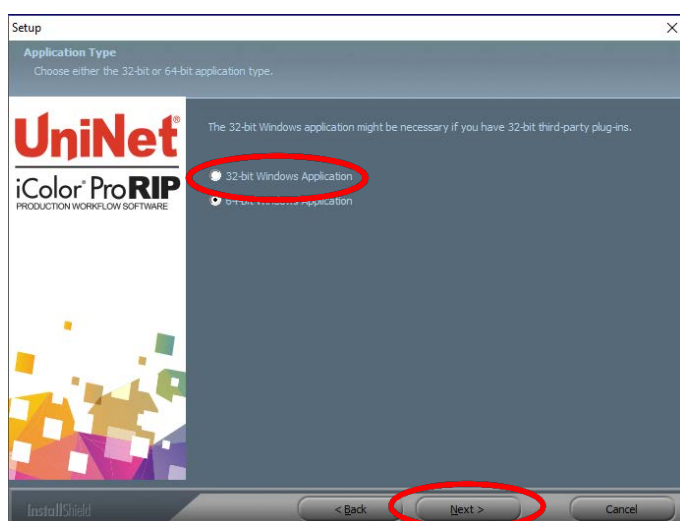 Setup
Application Type
Choose either the 32-bit or 64-bit application type.
UniNet®
iColor® ProRIP
PRODUCTION WORKFLOW SOFTWARE
The 32-bit Windows application might be necessary if you have 32-bit third-party plug-ins.
32-bit Windows Application
64-bit Windows Application
InstallShield
< Back
Next >
Cancel